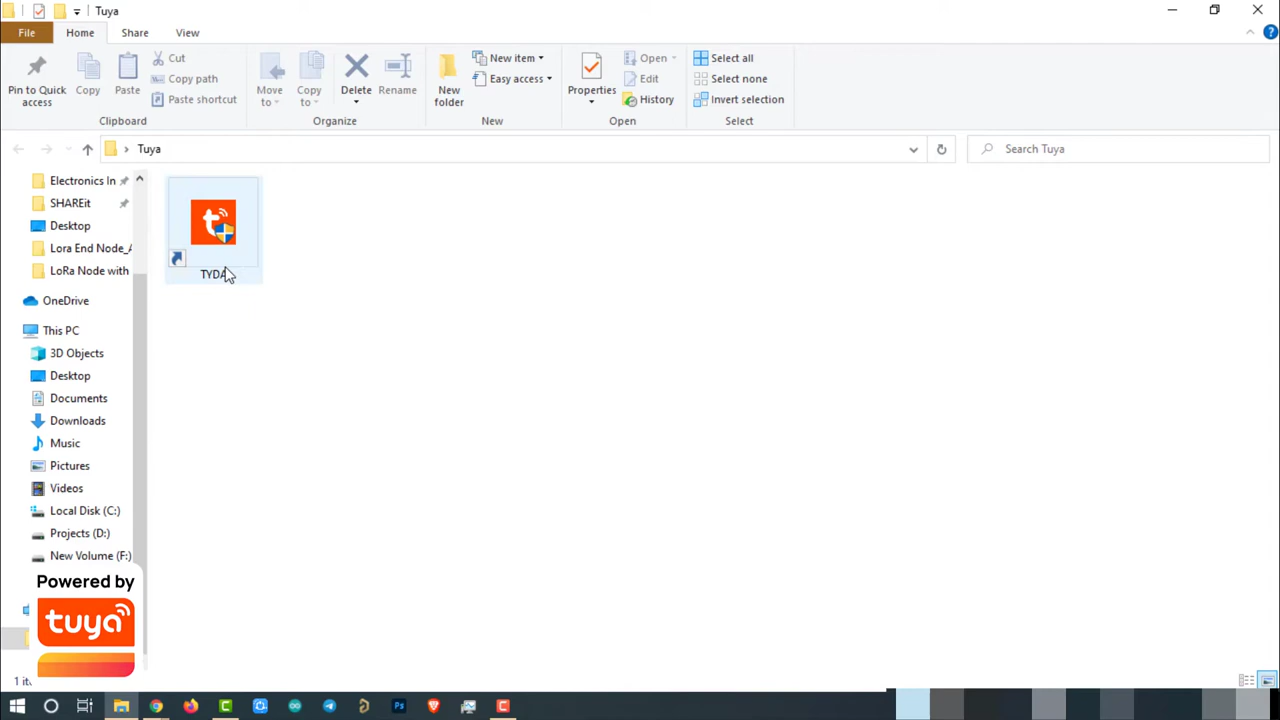 Tuya
File Home Share View
Pin to Quick access
Copy
Paste
Cut
Copy path
Paste shortcut
Clipboard
Move to
Copy to
Delete
Rename
Organize
New folder
New item
Easy access
New
Properties
Open
Edit
History
Open
Select all
Select none
Invert selection
Select
Tuya
Search Tuya
Electronics In
SHAREit
Desktop
Lora End Node_A
LoRa Node with
OneDrive
This PC
3D Objects
Desktop
Documents
Downloads
Music
Pictures
Videos
Local Disk (C:)
Projects (D:)
New Volume (F:)
t
TYDA
Powered by
tuya
Ps